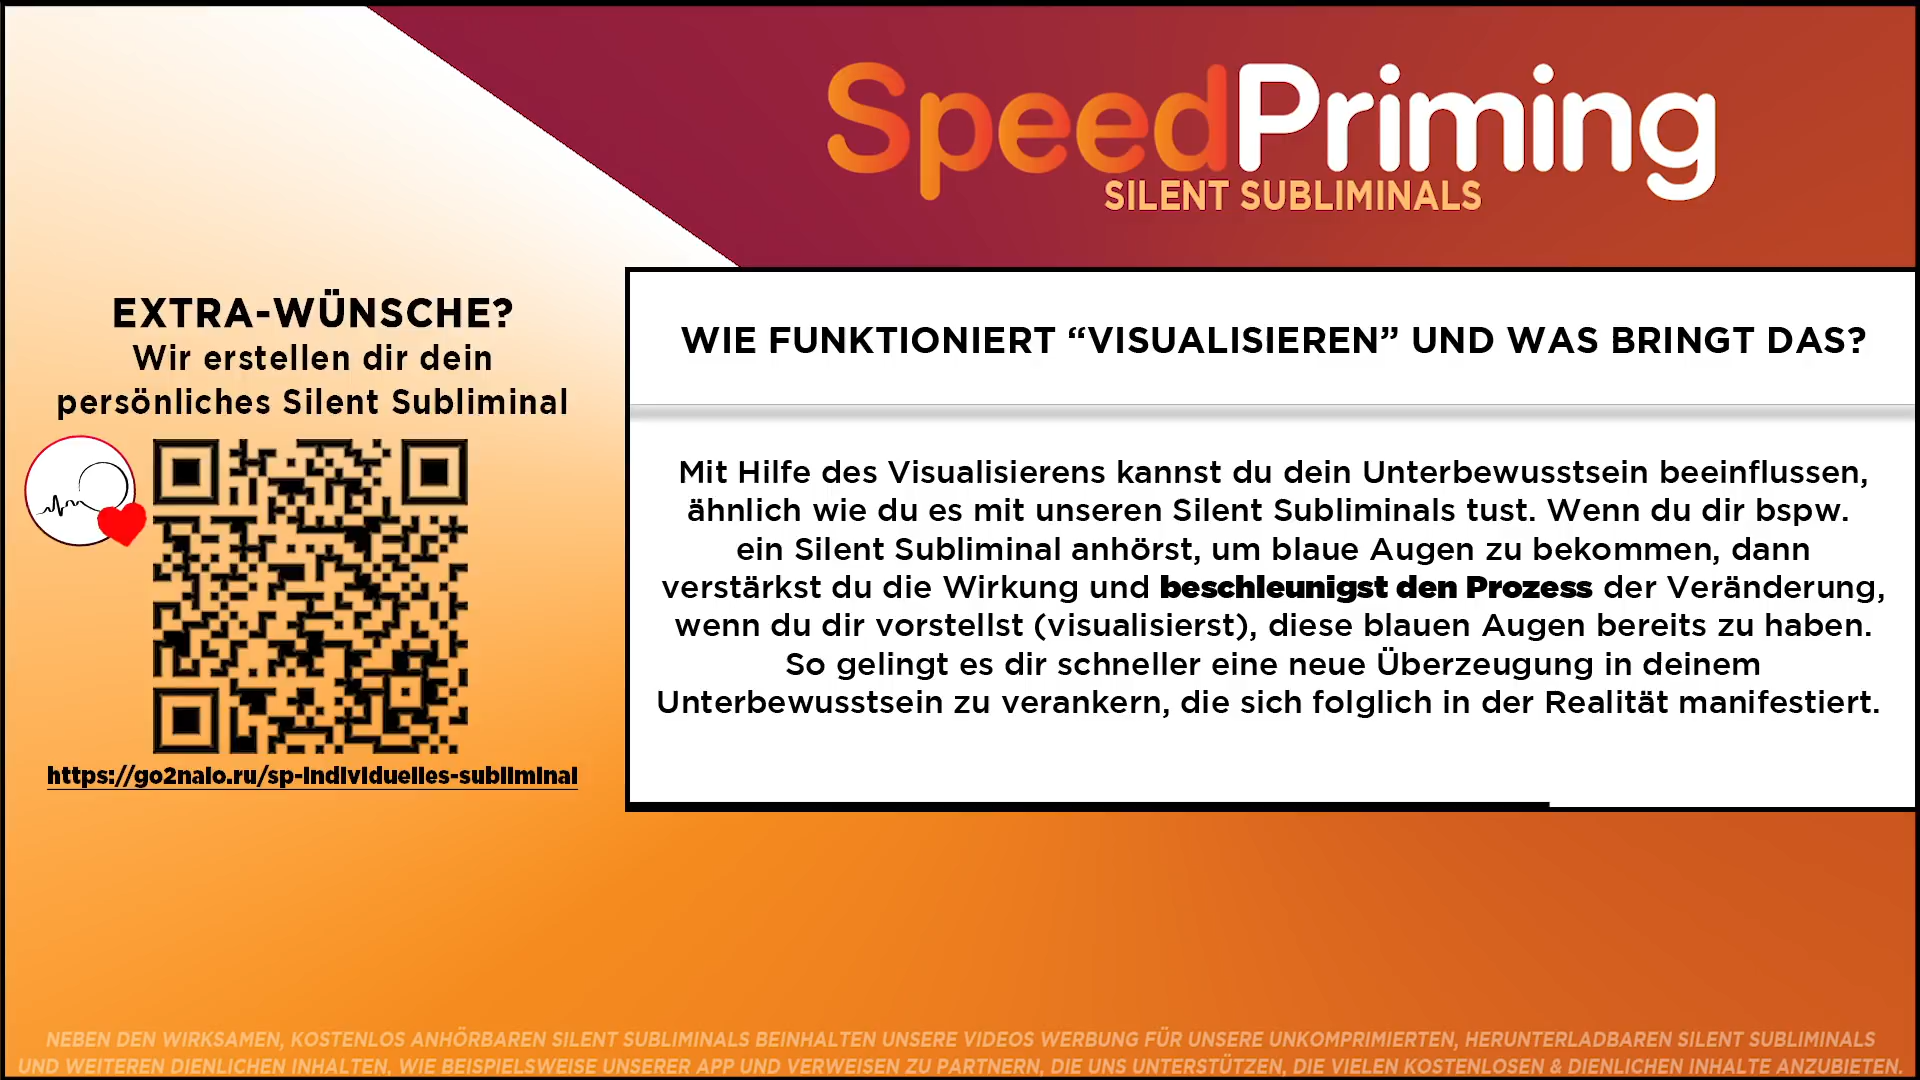 SpeedPriming
SILENT SUBLIMINALS
EXTRA-WÜNSCHE?
Wir erstellen dir dein
persönliches Silent Subliminal
https://go2nalo.ru/sp-individuelles-subliminal
WIE FUNKTIONIERT “VISUALISIEREN” UND WAS BRINGT DAS?
Mit Hilfe des Visualisierens kannst du dein Unterbewusstsein beeinflussen,
ähnlich wie du es mit unseren Silent Subliminals tust. Wenn du dir bspw.
ein Silent Subliminal anhörst, um blaue Augen zu bekommen, dann
verstärkst du die Wirkung und beschleunigst den Prozess der Veränderung,
wenn du dir vorstellst (visualisierst), diese blauen Augen bereits zu haben.
So gelingt es dir schneller eine neue Überzeugung in deinem
Unterbewusstsein zu verankern, die sich folglich in der Realität manifestiert.
NEBEN DEN WIRKSAMEN, KOSTENLOS ANHÖRBAREN SILENT SUBLIMINALS BEINHALTEN UNSERE VIDEOS WERBUNG FÜR UNSERE UNKOMPRIMIERTEN, HERUNTERLADBAREN SILENT SUBLIMINALS
UND WEITEREN DIENLICHEN INHALTEN, WIE BEISPIELSWEISE UNSERER APP UND VERWEISEN ZU PARTNERN, DIE UNS UNTERSTÜTZEN, DIE VIELEN KOSTENLOSEN & DIENLICHEN INHALTE ANZUBIETEN.